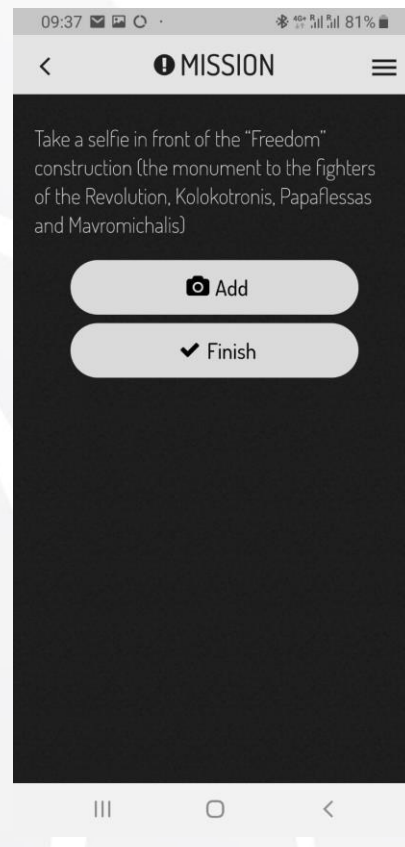 09:37
4G+ R R 81%
MISSION
Take a selfie in front of the “Freedom”
construction (the monument to the fighters
of the Revolution, Kolokotronis, Papaflessas
and Mavromichalis)
Add
Finish